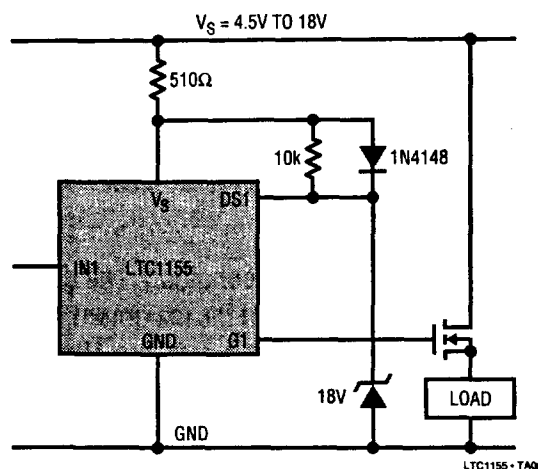 V_S = 4.5V TO 18V
510Ω
10k
1N4148
V_S
DS1
IN1
LTC1155
GND
G1
18V
LOAD
GND
LTC1155 • TA0